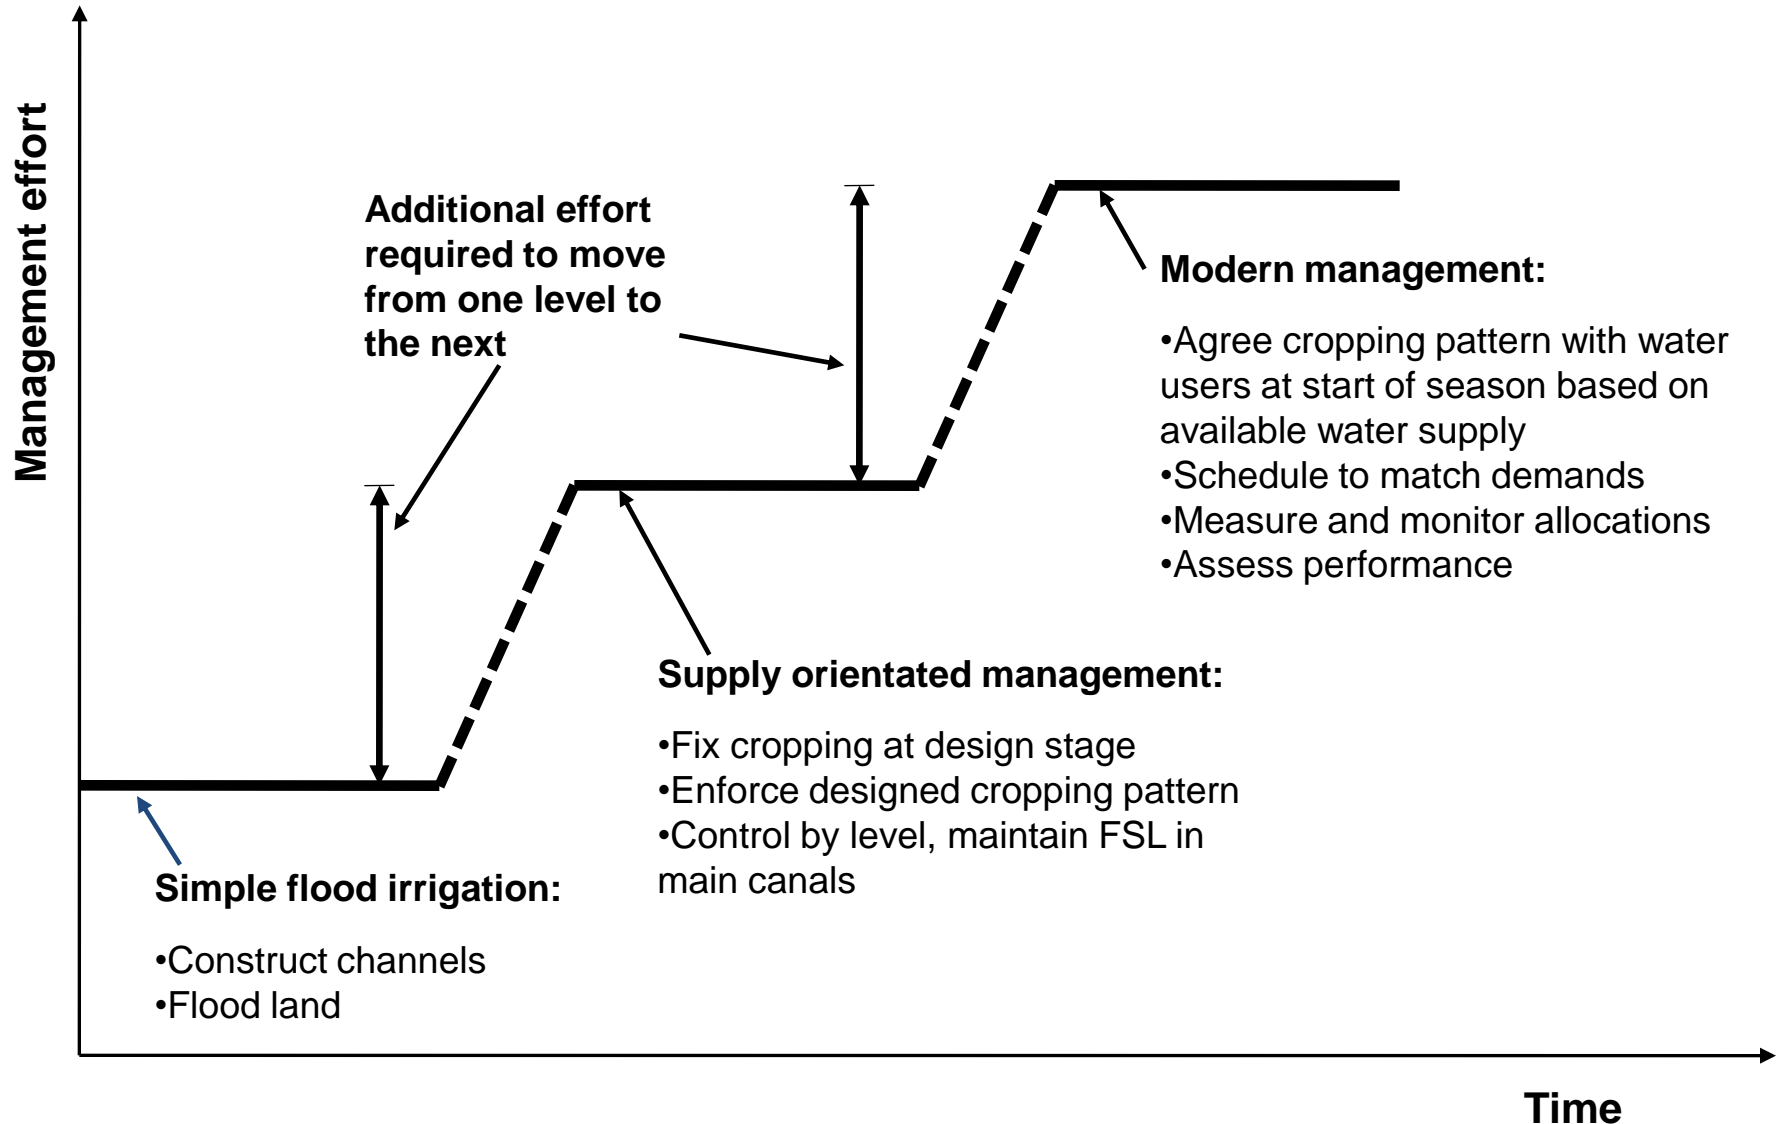 Management effort
Additional effort
required to move
from one level to
the next
Modern management:
•Agree cropping pattern with water
users at start of season based on
available water supply
•Schedule to match demands
•Measure and monitor allocations
•Assess performance
Supply orientated management:
•Fix cropping at design stage
•Enforce designed cropping pattern
•Control by level, maintain FSL in
main canals
Simple flood irrigation:
•Construct channels
•Flood land
Time